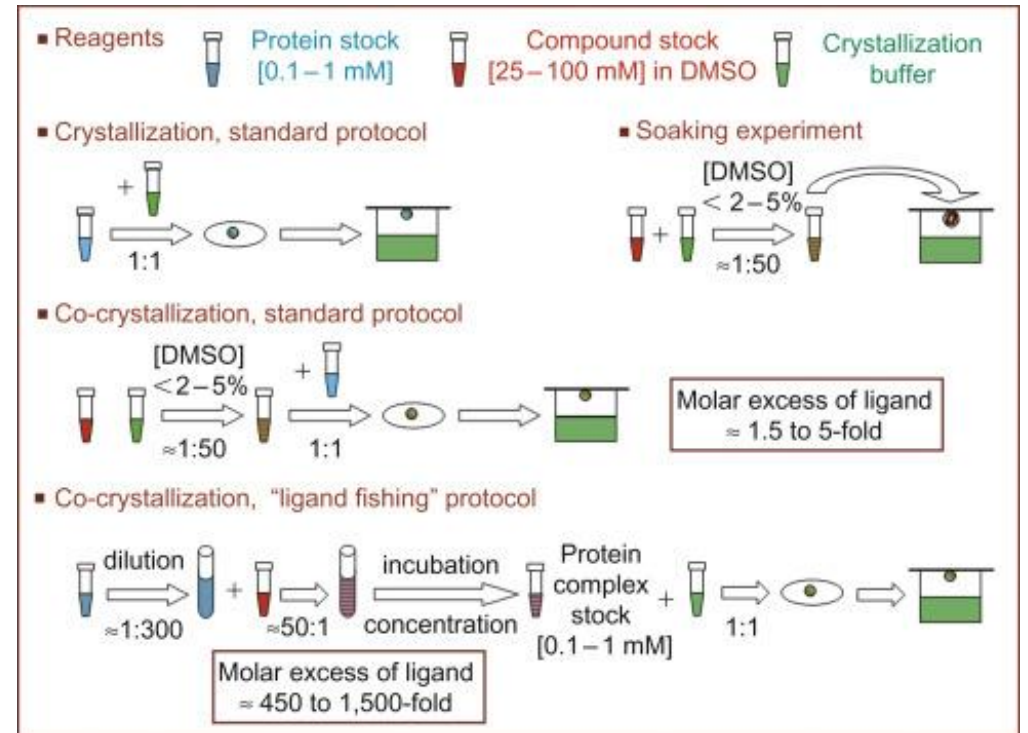 ▪ Reagents
Protein stock
[0.1–1 mM]
Compound stock
[25–100 mM] in DMSO
Crystallization
buffer
▪ Crystallization, standard protocol
+
1:1
▪ Soaking experiment
[DMSO]
< 2–5%
+
≈1:50
▪ Co-crystallization, standard protocol
[DMSO]
<2–5%
+
≈1:50
1:1
Molar excess of ligand
≈ 1.5 to 5-fold
▪ Co-crystallization, “ligand fishing” protocol
dilution
≈1:300
+
≈50:1
incubation
concentration
Protein
complex
stock
[0.1–1 mM]
+
1:1
Molar excess of ligand
≈ 450 to 1,500-fold